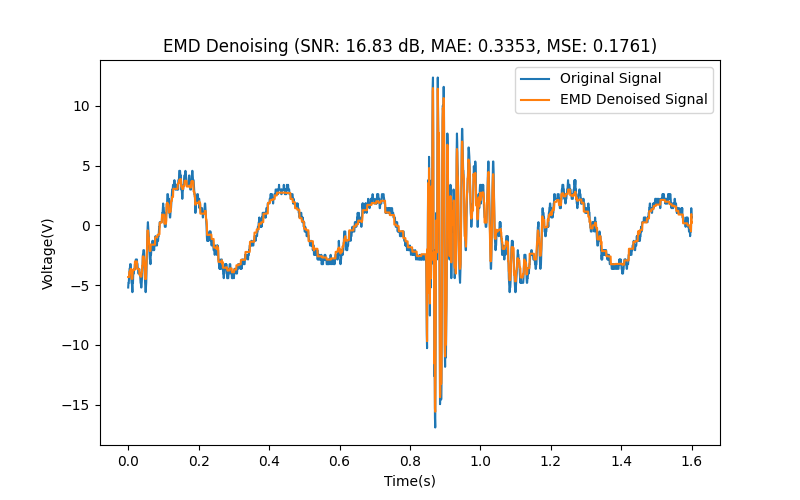 EMD Denoising (SNR: 16.83 dB, MAE: 0.3353, MSE: 0.1761)
Original Signal
EMD Denoised Signal
10
5
0
−5
−10
−15
Voltage(V)
0.0 0.2 0.4 0.6 0.8 1.0 1.2 1.4 1.6
Time(s)